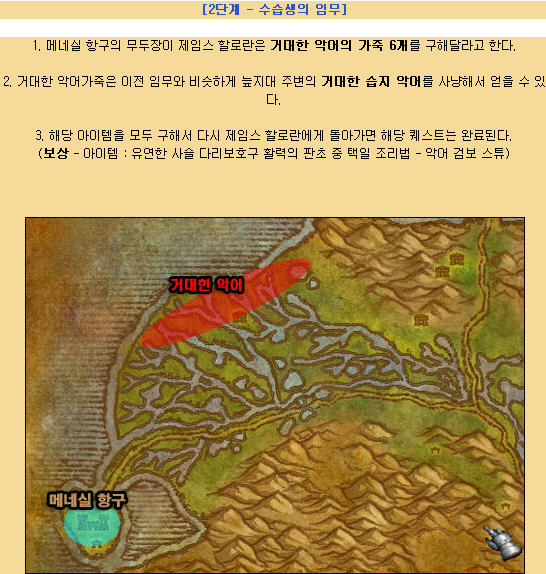 [2단계 - 수습생의 임무]
1. 메네실 항구의 무두장이 제임스 할로란은 거대한 악어의 가죽 6개를 구해달라고 한다.
2. 거대한 악어가죽은 이전 임무와 비슷하게 늪지대 주변의 거대한 습지 악어를 사냥해서 얻을 수 있
다.
3. 해당 아이템을 모두 구해서 다시 제임스 할로란에게 돌아가면 해당 퀘스트는 완료된다.
(보상 - 아이템 : 유연한 사슬 다리보호구 활력의 판초 중 택일 조리법 - 악어 검보 스튜)
거대한 악어
메네실 항구